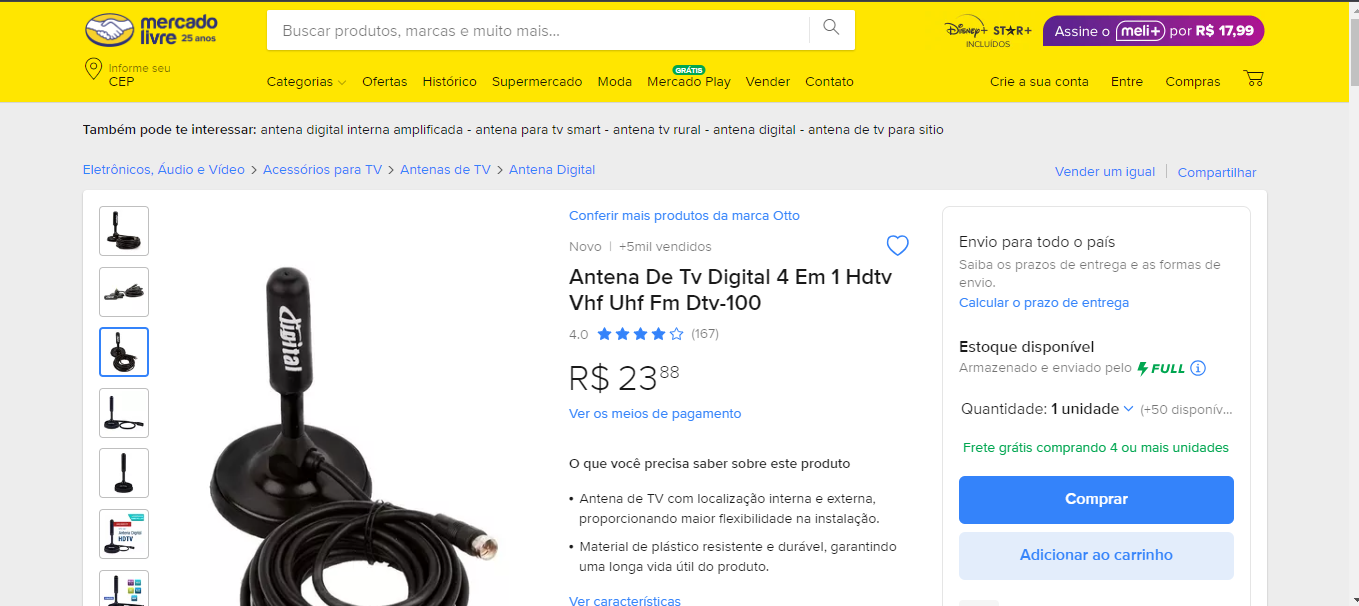 mercado
livre 25 anos
Buscar produtos, marcas e muito mais...
Disney+ STAR+
INCLUÍDOS
Assine o meli+ por R$ 17,99
Informe seu
CEP
GRÁTIS
Categorias Ofertas Histórico Supermercado Moda Mercado Play Vender Contato
Crie a sua conta Entre Compras
Também pode te interessar: antena digital interna amplificada - antena para tv smart - antena tv rural - antena digital - antena de tv para sitio
Eletrônicos, Áudio e Vídeo > Acessórios para TV > Antenas de TV > Antena Digital
Vender um igual | Compartilhar
digital
Antena Digital
HDTV
Conferir mais produtos da marca Otto
Novo | +5mil vendidos
Antena De Tv Digital 4 Em 1 Hdtv
Vhf Uhf Fm Dtv-100
4.0 (167)
R$ 23 88
Ver os meios de pagamento
O que você precisa saber sobre este produto
• Antena de TV com localização interna e externa,
proporcionando maior flexibilidade na instalação.
• Material de plástico resistente e durável, garantindo
uma longa vida útil do produto.
Ver características
Envio para todo o país
Saiba os prazos de entrega e as formas de
envio.
Calcular o prazo de entrega
Estoque disponível
Armazenado e enviado pelo FULL
Quantidade: 1 unidade (+50 disponív...
Frete grátis comprando 4 ou mais unidades
Comprar
Adicionar ao carrinho